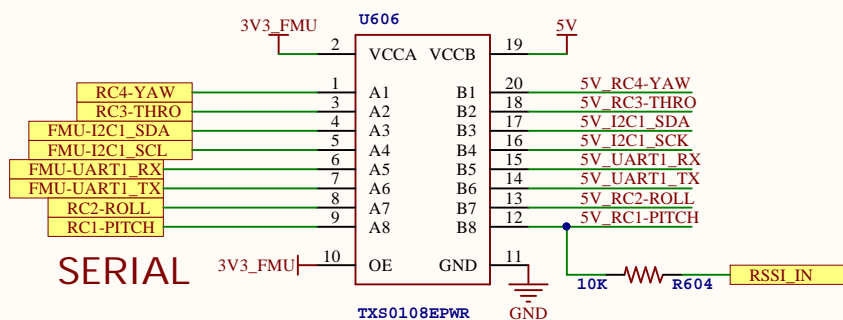 U606
3V3_FMU 5V
2 VCCA VCCB 19
RC4-YAW 1 A1 B1 20 5V_RC4-YAW
RC3-THRO 3 A2 B2 18 5V_RC3-THRO
FMU-I2C1_SDA 4 A3 B3 17 5V_I2C1_SDA
FMU-I2C1_SCL 5 A4 B4 16 5V_I2C1_SCK
FMU-UART1_RX 6 A5 B5 15 5V_UART1_RX
FMU-UART1_TX 7 A6 B6 14 5V_UART1_TX
RC2-ROLL 8 A7 B7 13 5V_RC2-ROLL
RC1-PITCH 9 A8 B8 12 5V_RC1-PITCH
SERIAL 3V3_FMU 10 OE GND 11
10K R604 RSSI_IN
TXS0108EPWR GND